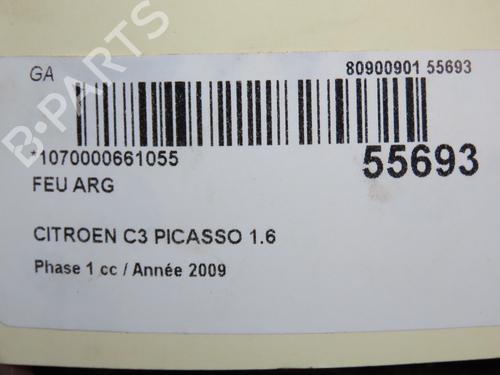 GA
80900901 55693
*1070000661055
55693
FEU ARG
CITROEN C3 PICASSO 1.6
Phase 1 cc / Année 2009
B-PARTS